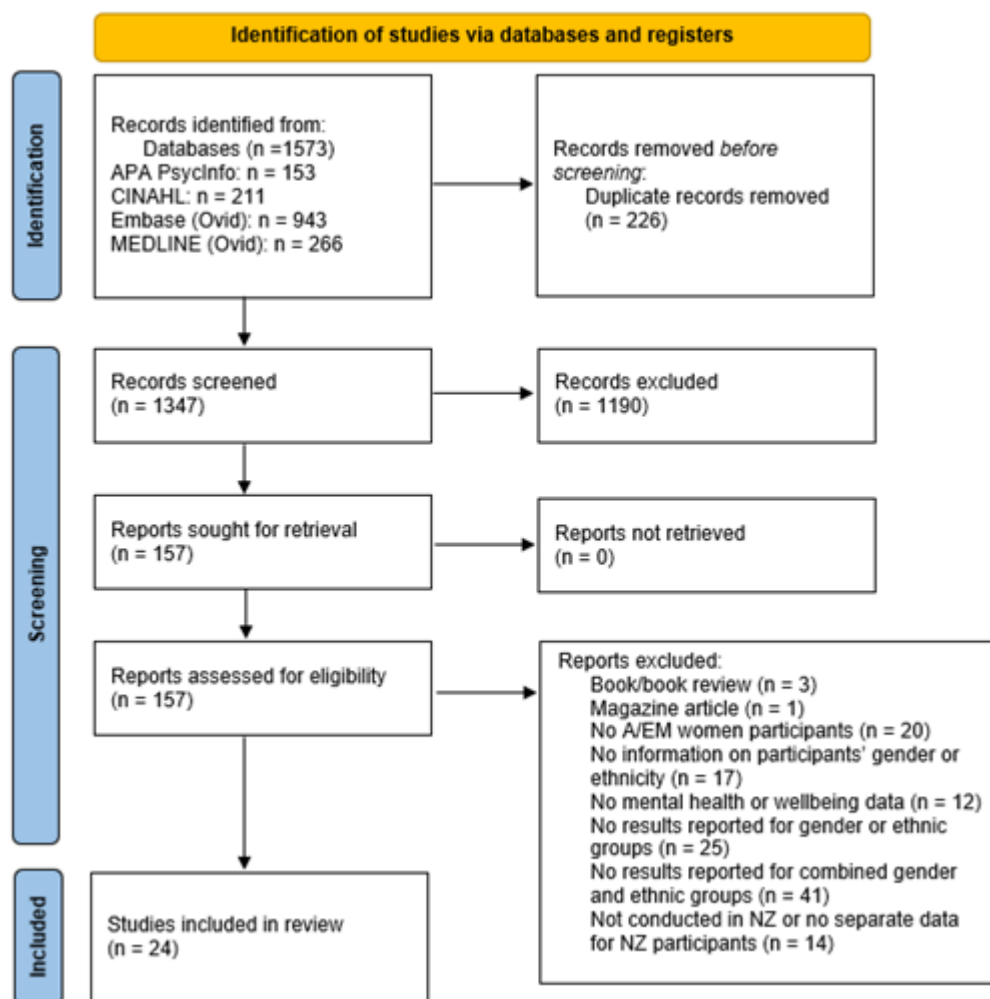 Identification of studies via databases and registers
Identification
Records identified from:
Databases (n =1573)
APA PsycInfo: n = 153
CINAHL: n = 211
Embase (Ovid): n = 943
MEDLINE (Ovid): n = 266
Records removed before
screening:
Duplicate records removed
(n = 226)
Screening
Records screened
(n = 1347)
Records excluded
(n = 1190)
Reports sought for retrieval
(n = 157)
Reports not retrieved
(n = 0)
Reports assessed for eligibility
(n = 157)
Reports excluded:
Book/book review (n = 3)
Magazine article (n = 1)
No A/EM women participants (n = 20)
No information on participants’ gender or
ethnicity (n = 17)
No mental health or wellbeing data (n = 12)
No results reported for gender or ethnic
groups (n = 25)
No results reported for combined gender
and ethnic groups (n = 41)
Not conducted in NZ or no separate data
for NZ participants (n = 14)
Included
Studies included in review
(n = 24)